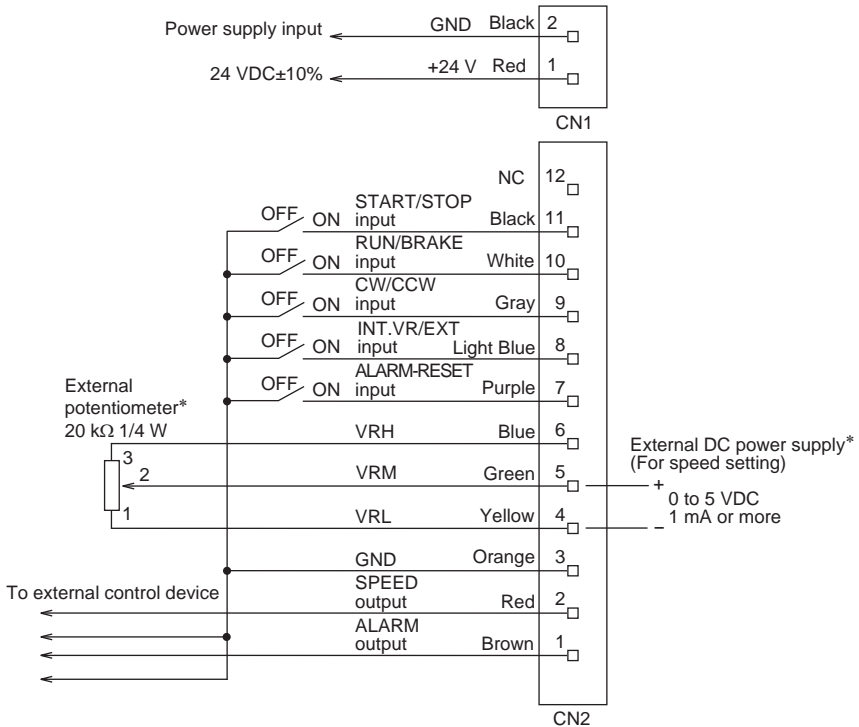 Power supply input GND Black 2
24 VDC±10% +24 V Red 1
CN1
NC 12
START/STOP
OFF ON input Black 11
RUN/BRAKE
OFF ON input White 10
CW/CCW
OFF ON input Gray 9
INT.VR/EXT
OFF ON input Light Blue 8
ALARM-RESET
OFF ON input Purple 7
External
potentiometer*
20 kΩ 1/4 W
VRH Blue 6
3
2
1
VRM Green 5
VRL Yellow 4
External DC power supply*
(For speed setting)
+
0 to 5 VDC
1 mA or more
−
GND Orange 3
To external control device
SPEED
output Red 2
ALARM
output Brown 1
CN2